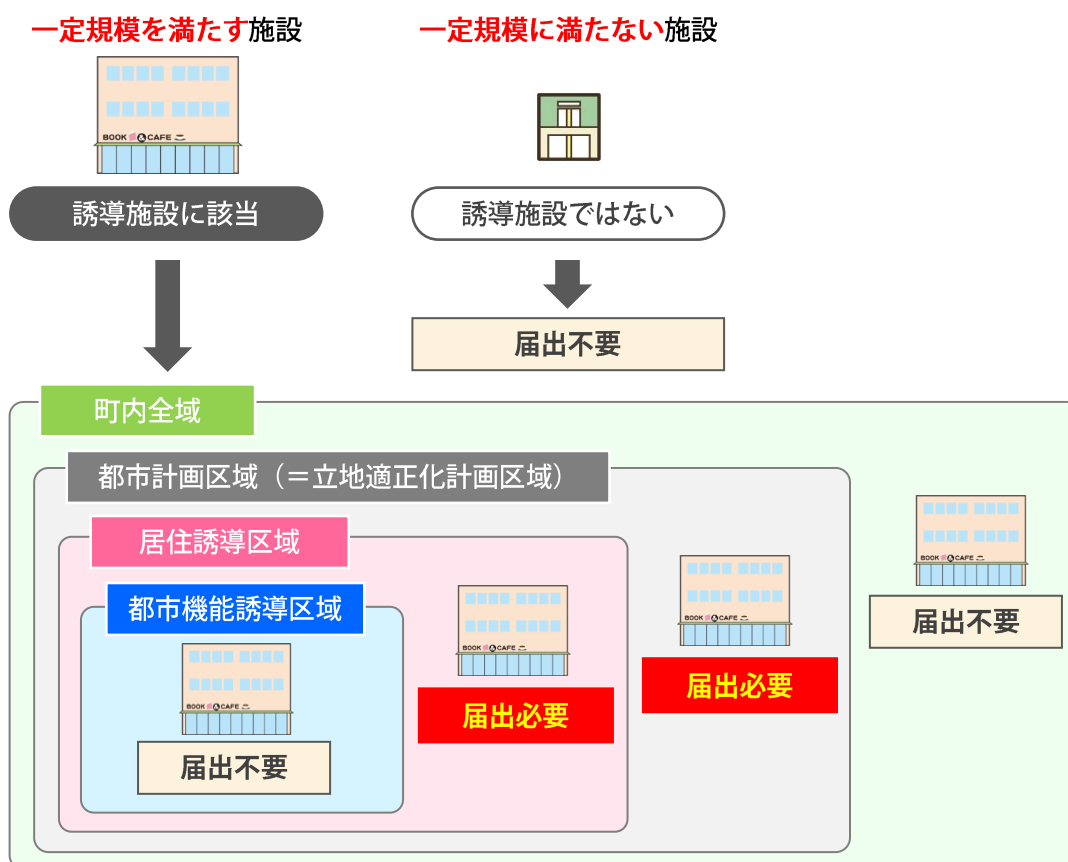 一定規模を満たす施設
一定規模に満たない施設
BOOK & CAFE
誘導施設に該当
誘導施設ではない
届出不要
町内全域
都市計画区域（＝立地適正化計画区域）
居住誘導区域
都市機能誘導区域
BOOK & CAFE
届出不要
BOOK & CAFE
届出必要
BOOK & CAFE
届出必要
BOOK & CAFE
届出不要